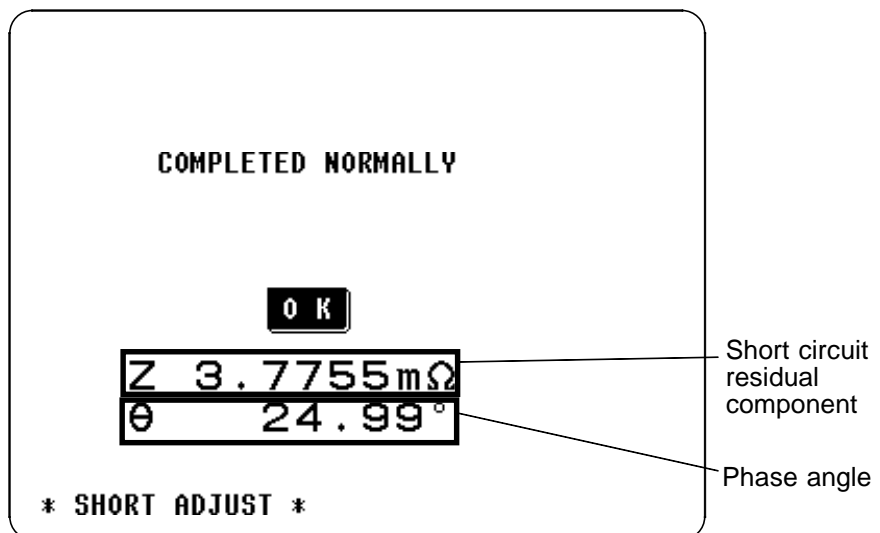 COMPLETED NORMALLY
O K
Z 3.7755mΩ
θ 24.99°
Short circuit
residual
component
Phase angle
* SHORT ADJUST *